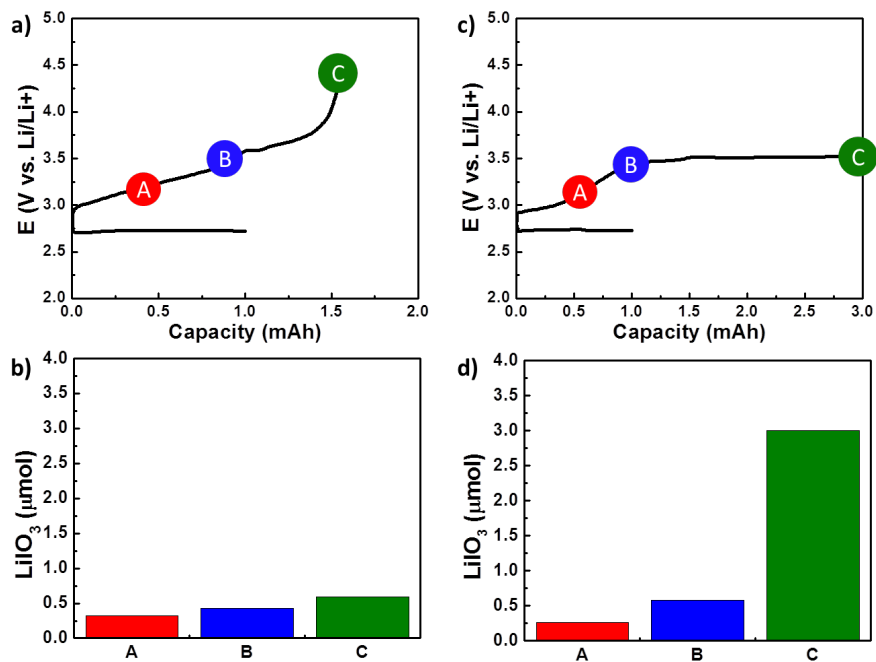 a)
5.0
4.5
4.0
3.5
3.0
2.5
2.0
E (V vs. Li/Li+)
A
B
C
0.0 0.5 1.0 1.5 2.0
Capacity (mAh)
c)
5.0
4.5
4.0
3.5
3.0
2.5
2.0
E (V vs. Li/Li+)
A
B
C
0.0 0.5 1.0 1.5 2.0 2.5 3.0
Capacity (mAh)
b)
4.0
3.5
3.0
2.5
2.0
1.5
1.0
0.5
0.0
LiIO3 (μmol)
A B C
d)
4.0
3.5
3.0
2.5
2.0
1.5
1.0
0.5
0.0
LiIO3 (μmol)
A B C